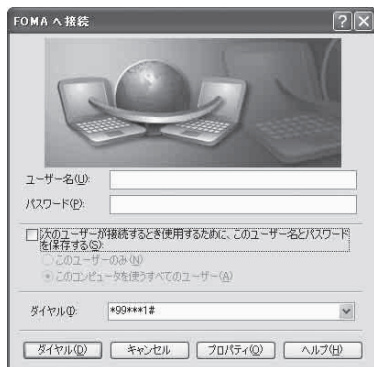 FOMA へ接続
ユーザー名(U):
パスワード(P):
次のユーザーが接続するとき使用するために、このユーザー名とパスワード
を保存する(S):
このユーザーのみ(N)
このコンピュータを使うすべてのユーザー(A)
ダイヤル(I): *99***1#
ダイヤル(D) キャンセル プロパティ(O) ヘルプ(H)